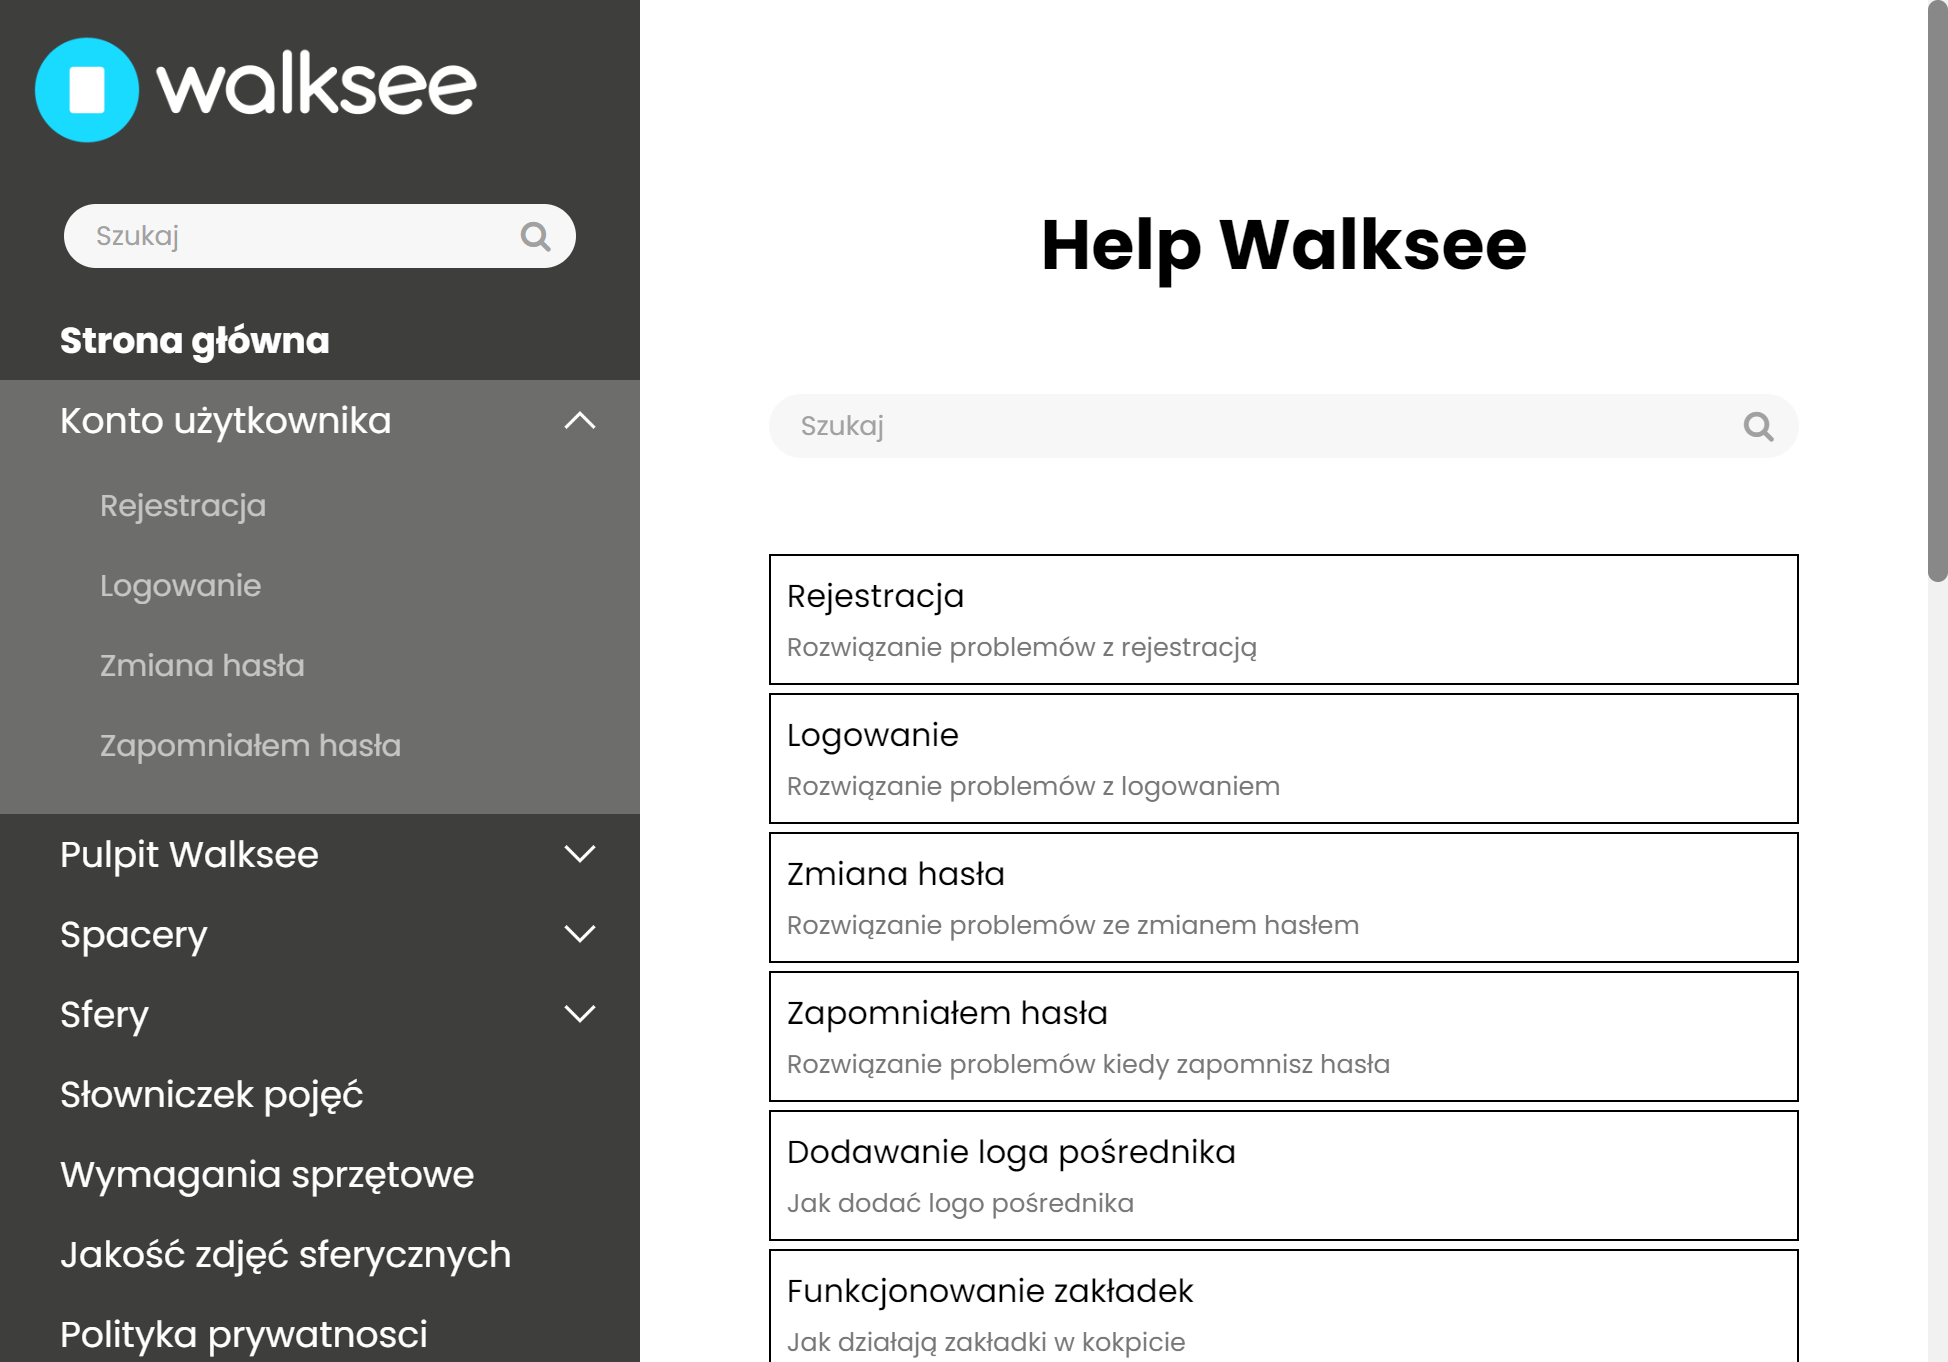 walksee
Szukaj
Strona główna
Konto użytkownika
Rejestracja
Logowanie
Zmiana hasła
Zapomniałem hasła
Pulpit Walksee
Spacery
Sfery
Słowniczek pojęć
Wymagania sprzętowe
Jakość zdjęć sferycznych
Polityka prywatnosci
Help Walksee
Szukaj
Rejestracja
Rozwiązanie problemów z rejestracją
Logowanie
Rozwiązanie problemów z logowaniem
Zmiana hasła
Rozwiązanie problemów ze zmianem hasłem
Zapomniałem hasła
Rozwiązanie problemów kiedy zapomnisz hasła
Dodawanie loga pośrednika
Jak dodać logo pośrednika
Funkcjonowanie zakładek
Jak działają zakładki w kokpicie